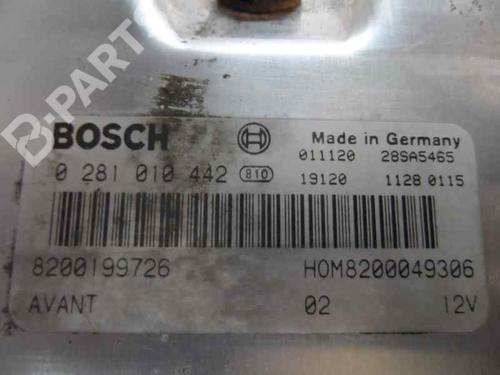 B-PARTS
BOSCH
Made in Germany
011120 28SA5465
0 281 010 442 810
19120 1128 0115
8200199726 HOM8200049306
AVANT 02 12V